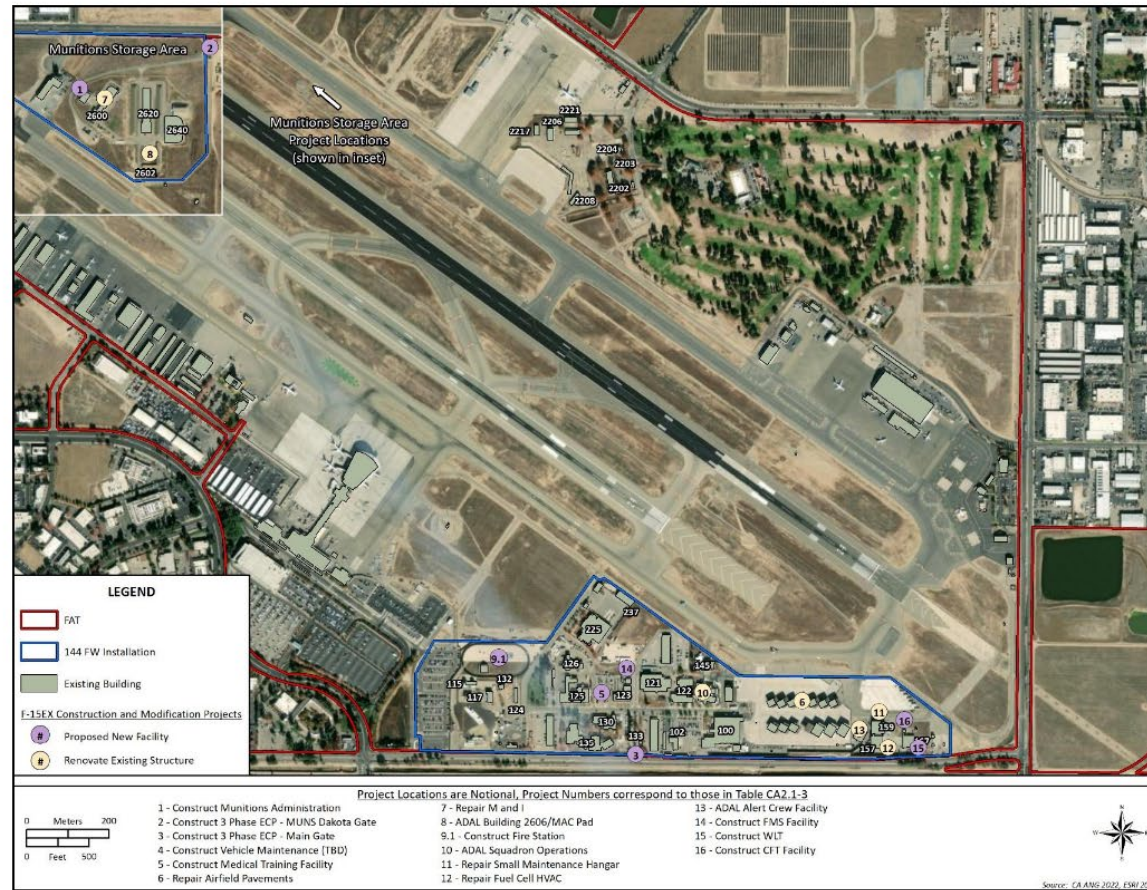 Munitions Storage Area
2
1
7
2600
2620
2640
8
2602
Munitions Storage Area
Project Locations
(shown in inset)
2221
2206
2217
2204
2203
2202
2208
237
225
9.1
126
14
145
115
132
117
5
125
123
121
122
10
124
130
135
133
102
100
3
6
11
16
159
13
157
12
15
LEGEND
FAT
144 FW Installation
Existing Building
F-15EX Construction and Modification Projects
# Proposed New Facility
# Renovate Existing Structure
Project Locations are Notional, Project Numbers correspond to those in Table CA2.1-3
0 Meters 200
0 Feet 500
1 - Construct Munitions Administration
2 - Construct 3 Phase ECP - MUNS Dakota Gate
3 - Construct 3 Phase ECP - Main Gate
4 - Construct Vehicle Maintenance (TBD)
5 - Construct Medical Training Facility
6 - Repair Airfield Pavements
7 - Repair M and I
8 - ADAL Building 2606/MAC Pad
9.1 - Construct Fire Station
10 - ADAL Squadron Operations
11 - Repair Small Maintenance Hangar
12 - Repair Fuel Cell HVAC
13 - ADAL Alert Crew Facility
14 - Construct FMS Facility
15 - Construct WLT
16 - Construct CFT Facility
N
Source: CA ANG 2022, ESRI